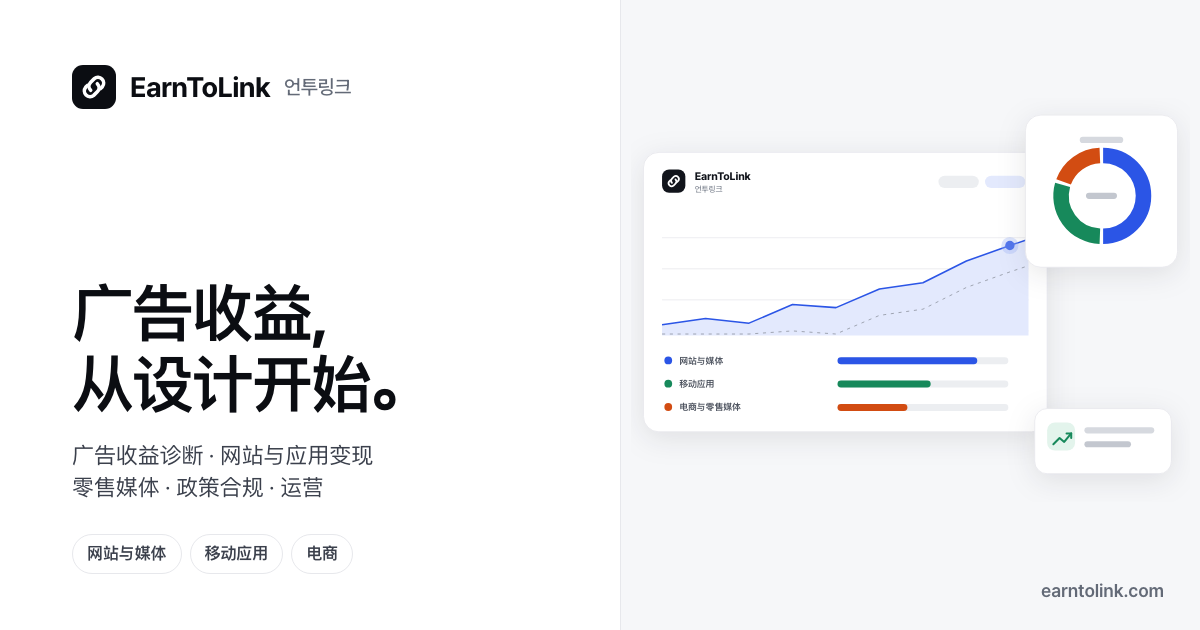 EarnToLink 언투링크
广告收益,
从设计开始。
广告收益诊断 · 网站与应用变现
零售媒体 · 政策合规 · 运营
网站与媒体 移动应用 电商
EarnToLink
언투링크
网站与媒体
移动应用
电商与零售媒体
earntolink.com